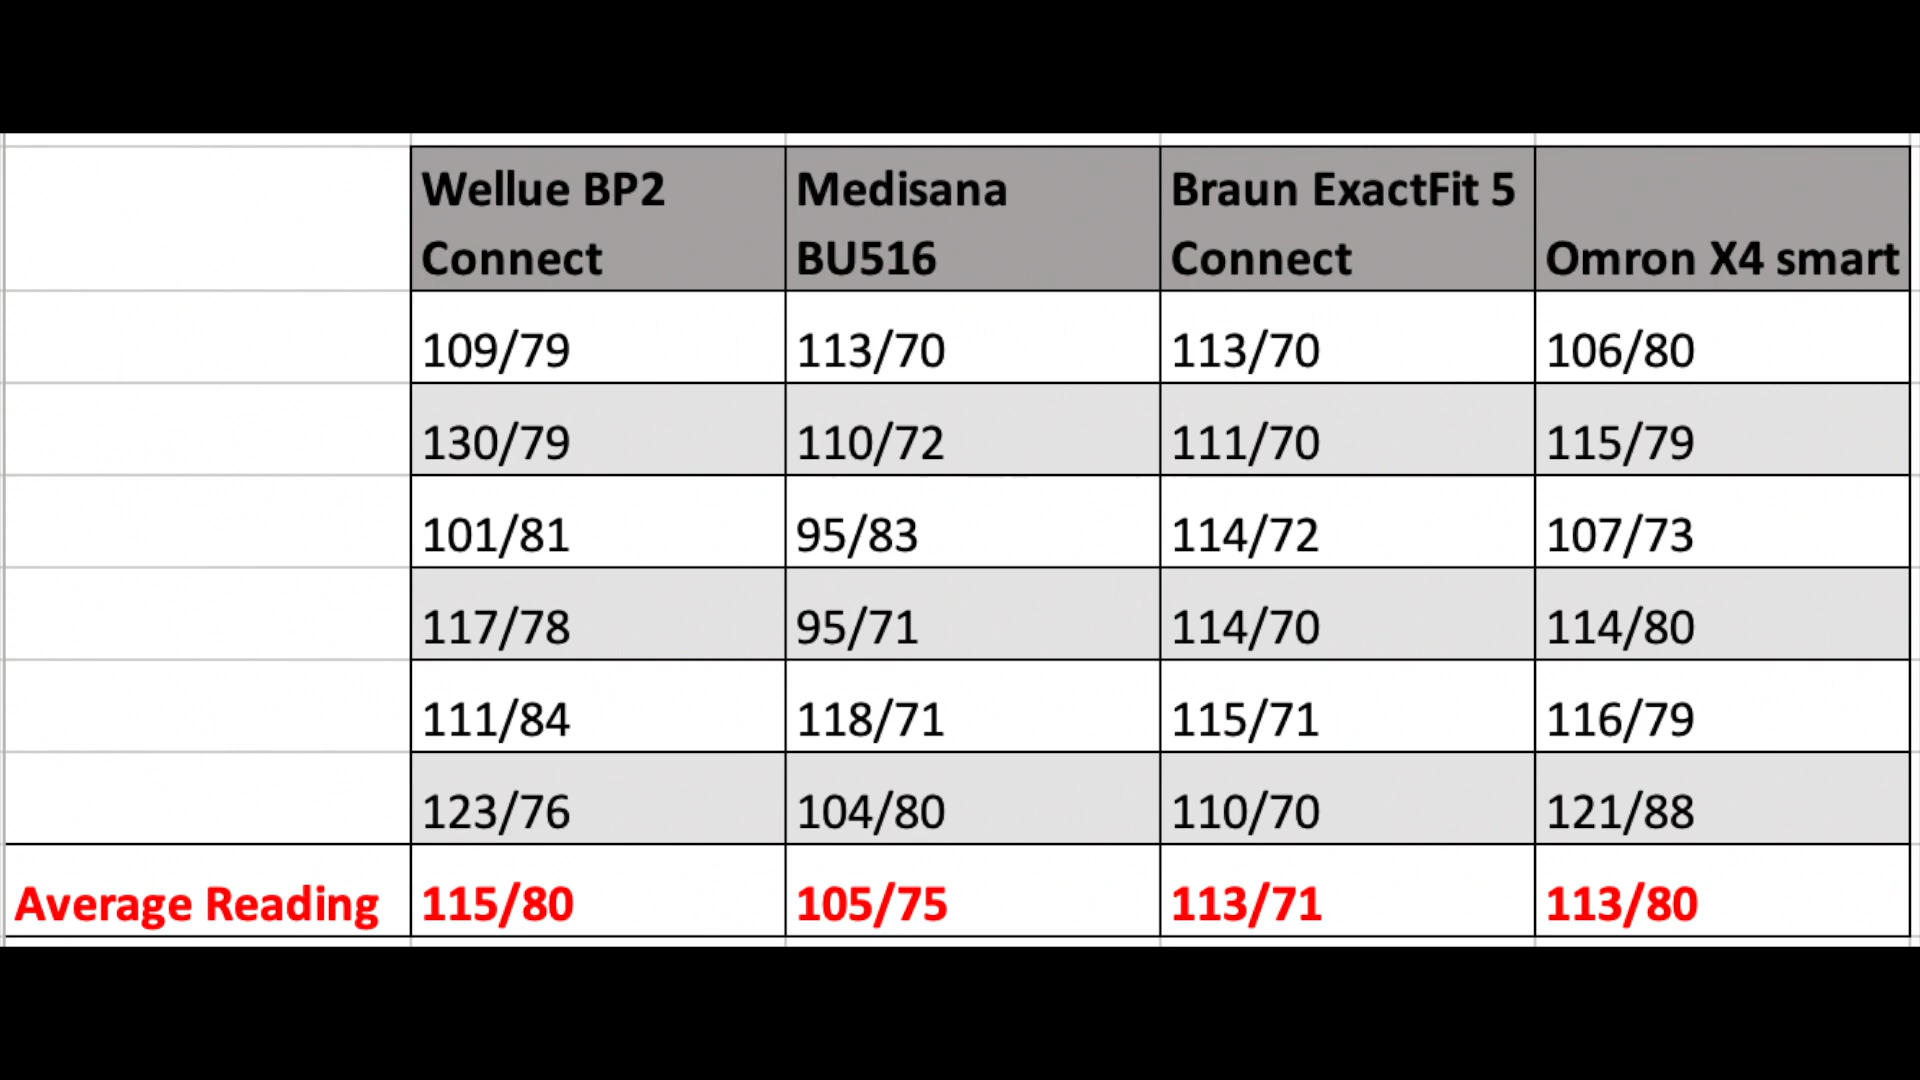 Wellue BP2 Connect Medisana BU516 Braun ExactFit 5 Connect Omron X4 smart
109/79 113/70 113/70 106/80
130/79 110/72 111/70 115/79
101/81 95/83 114/72 107/73
117/78 95/71 114/70 114/80
111/84 118/71 115/71 116/79
123/76 104/80 110/70 121/88
Average Reading 115/80 105/75 113/71 113/80